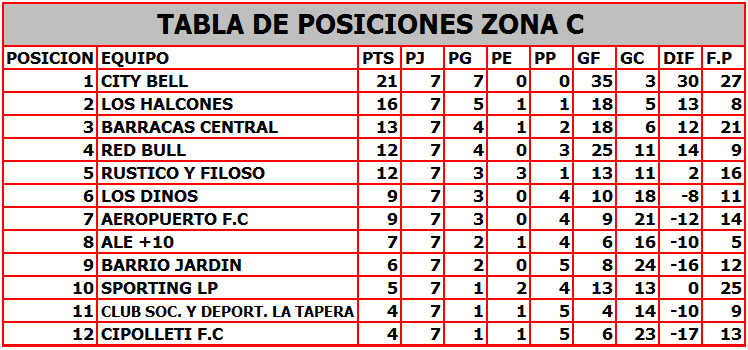 TABLA DE POSICIONES ZONA C
POSICION EQUIPO PTS PJ PG PE PP GF GC DIF F.P
1 CITY BELL 21 7 7 0 0 35 3 30 27
2 LOS HALCONES 16 7 5 1 1 18 5 13 8
3 BARRACAS CENTRAL 13 7 4 1 2 18 6 12 21
4 RED BULL 12 7 4 0 3 25 11 14 9
5 RUSTICO Y FILOSO 12 7 3 3 1 13 11 2 16
6 LOS DINOS 9 7 3 0 4 10 18 -8 11
7 AEROPUERTO F.C 9 7 3 0 4 9 21 -12 14
8 ALE +10 7 7 2 1 4 6 16 -10 5
9 BARRIO JARDIN 6 7 2 0 5 8 24 -16 12
10 SPORTING LP 5 7 1 2 4 13 13 0 25
11 CLUB SOC. Y DEPORT. LA TAPERA 4 7 1 1 5 4 14 -10 9
12 CIPOLLETI F.C 4 7 1 1 5 6 23 -17 13